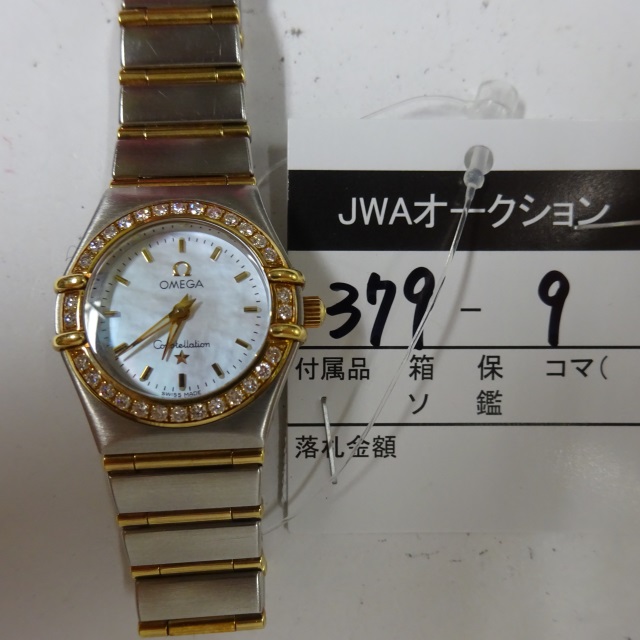 OMEGA
Constellation
SWISS MADE
JWAオークション
379 - 9
付属品 箱 保 コマ(
ソ 鑑
落札金額